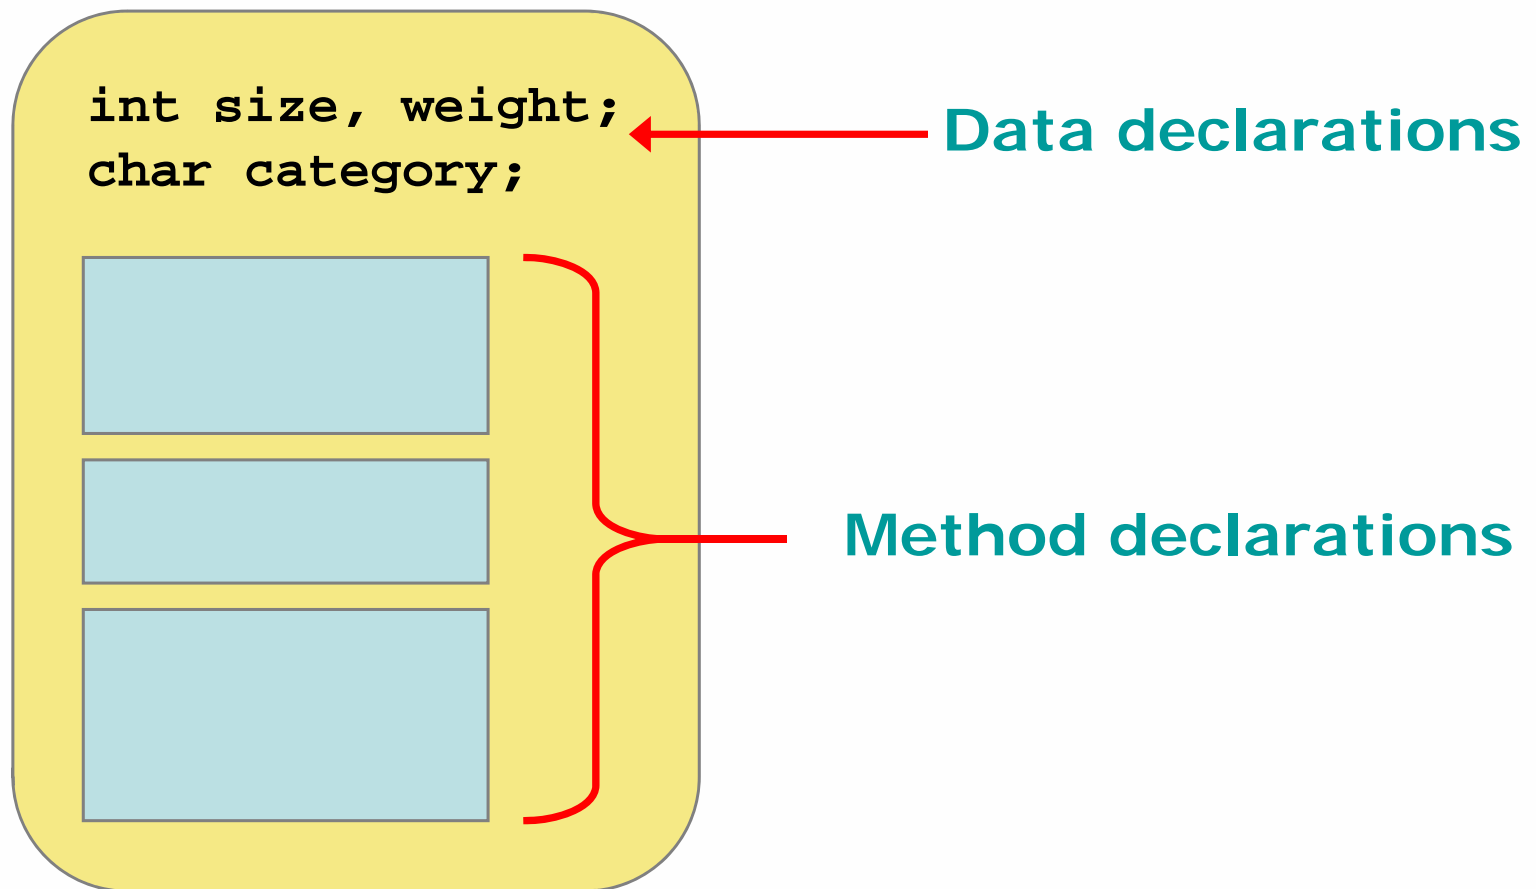 int size, weight;
char category;
Data declarations
Method declarations